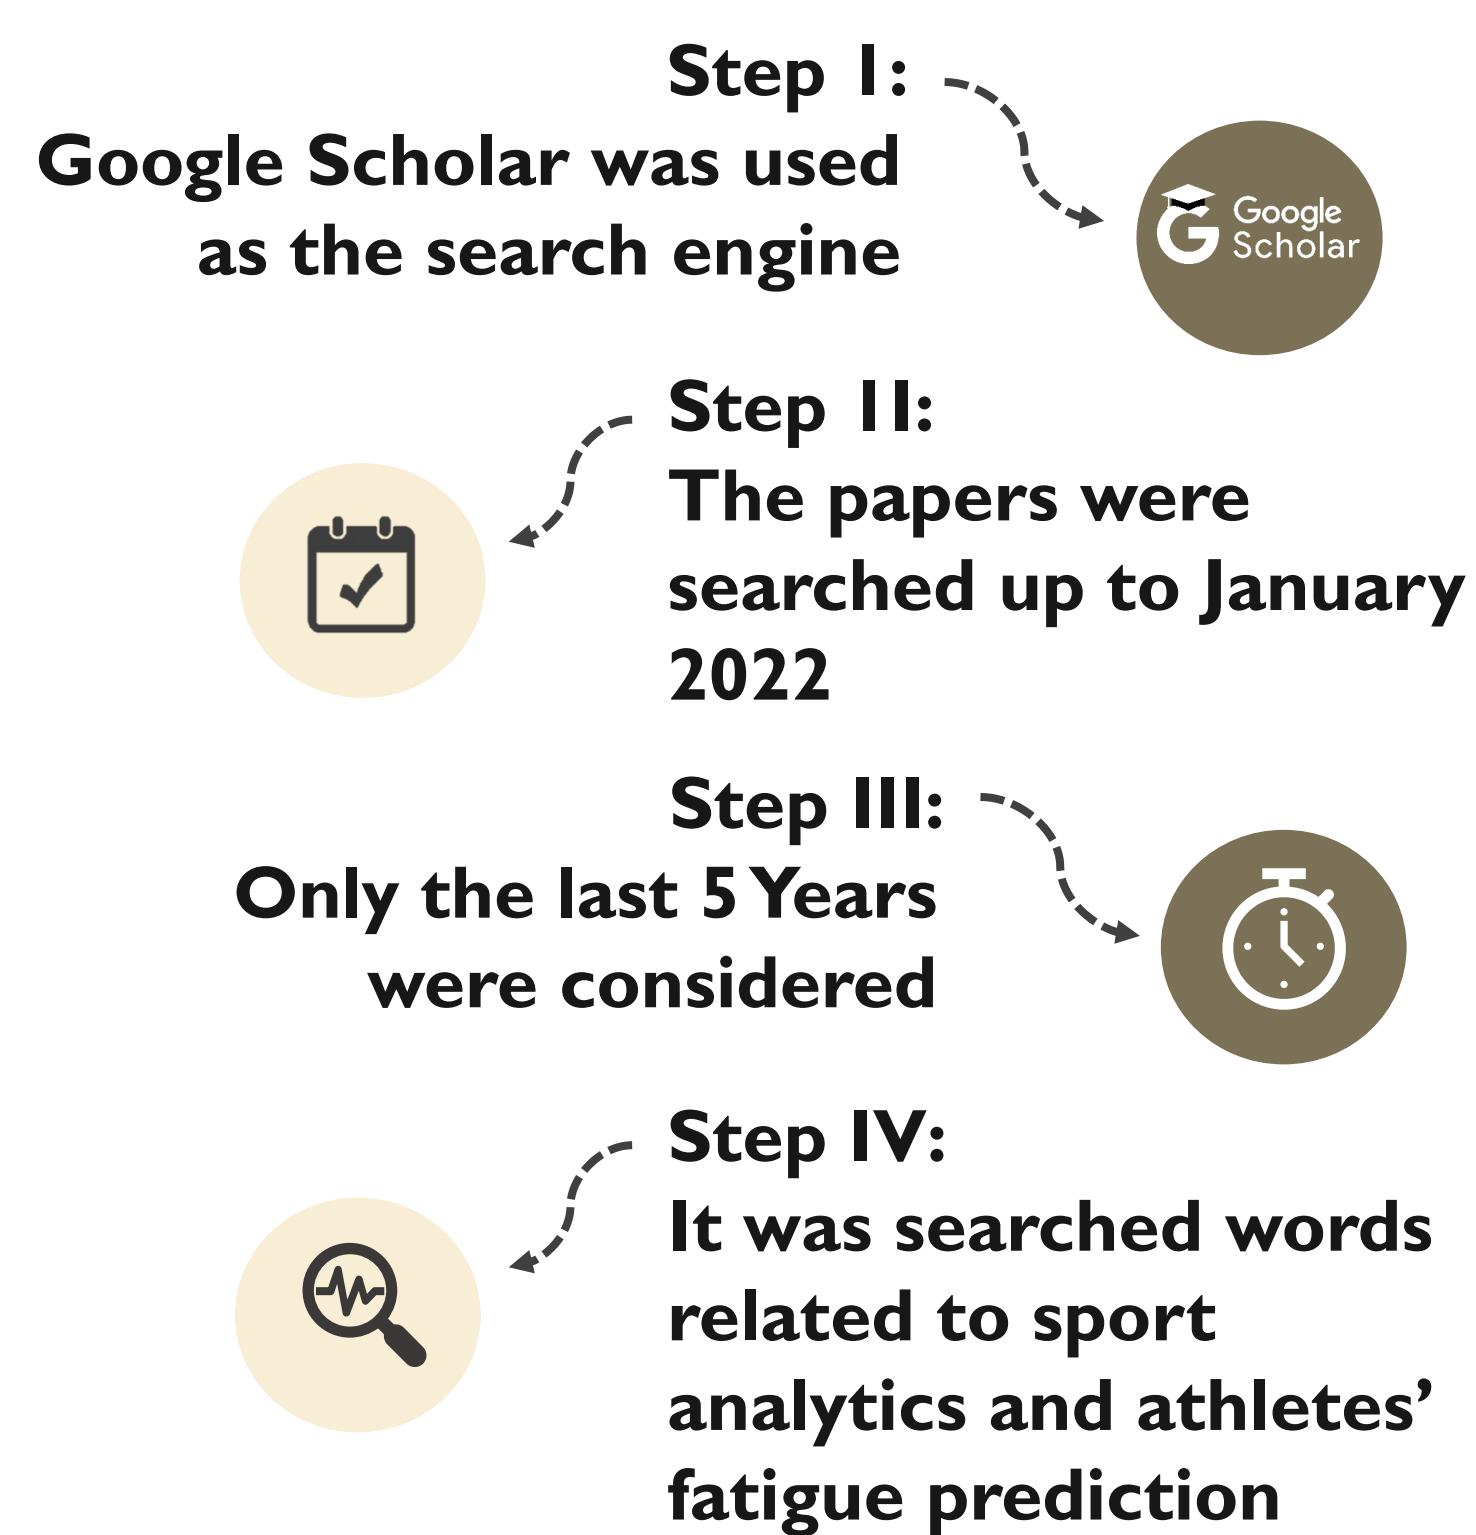 Step I:
Google Scholar was used
as the search engine
Google
Scholar
Step II:
The papers were
searched up to January
2022
Step III:
Only the last 5 Years
were considered
Step IV:
It was searched words
related to sport
analytics and athletes’
fatigue prediction